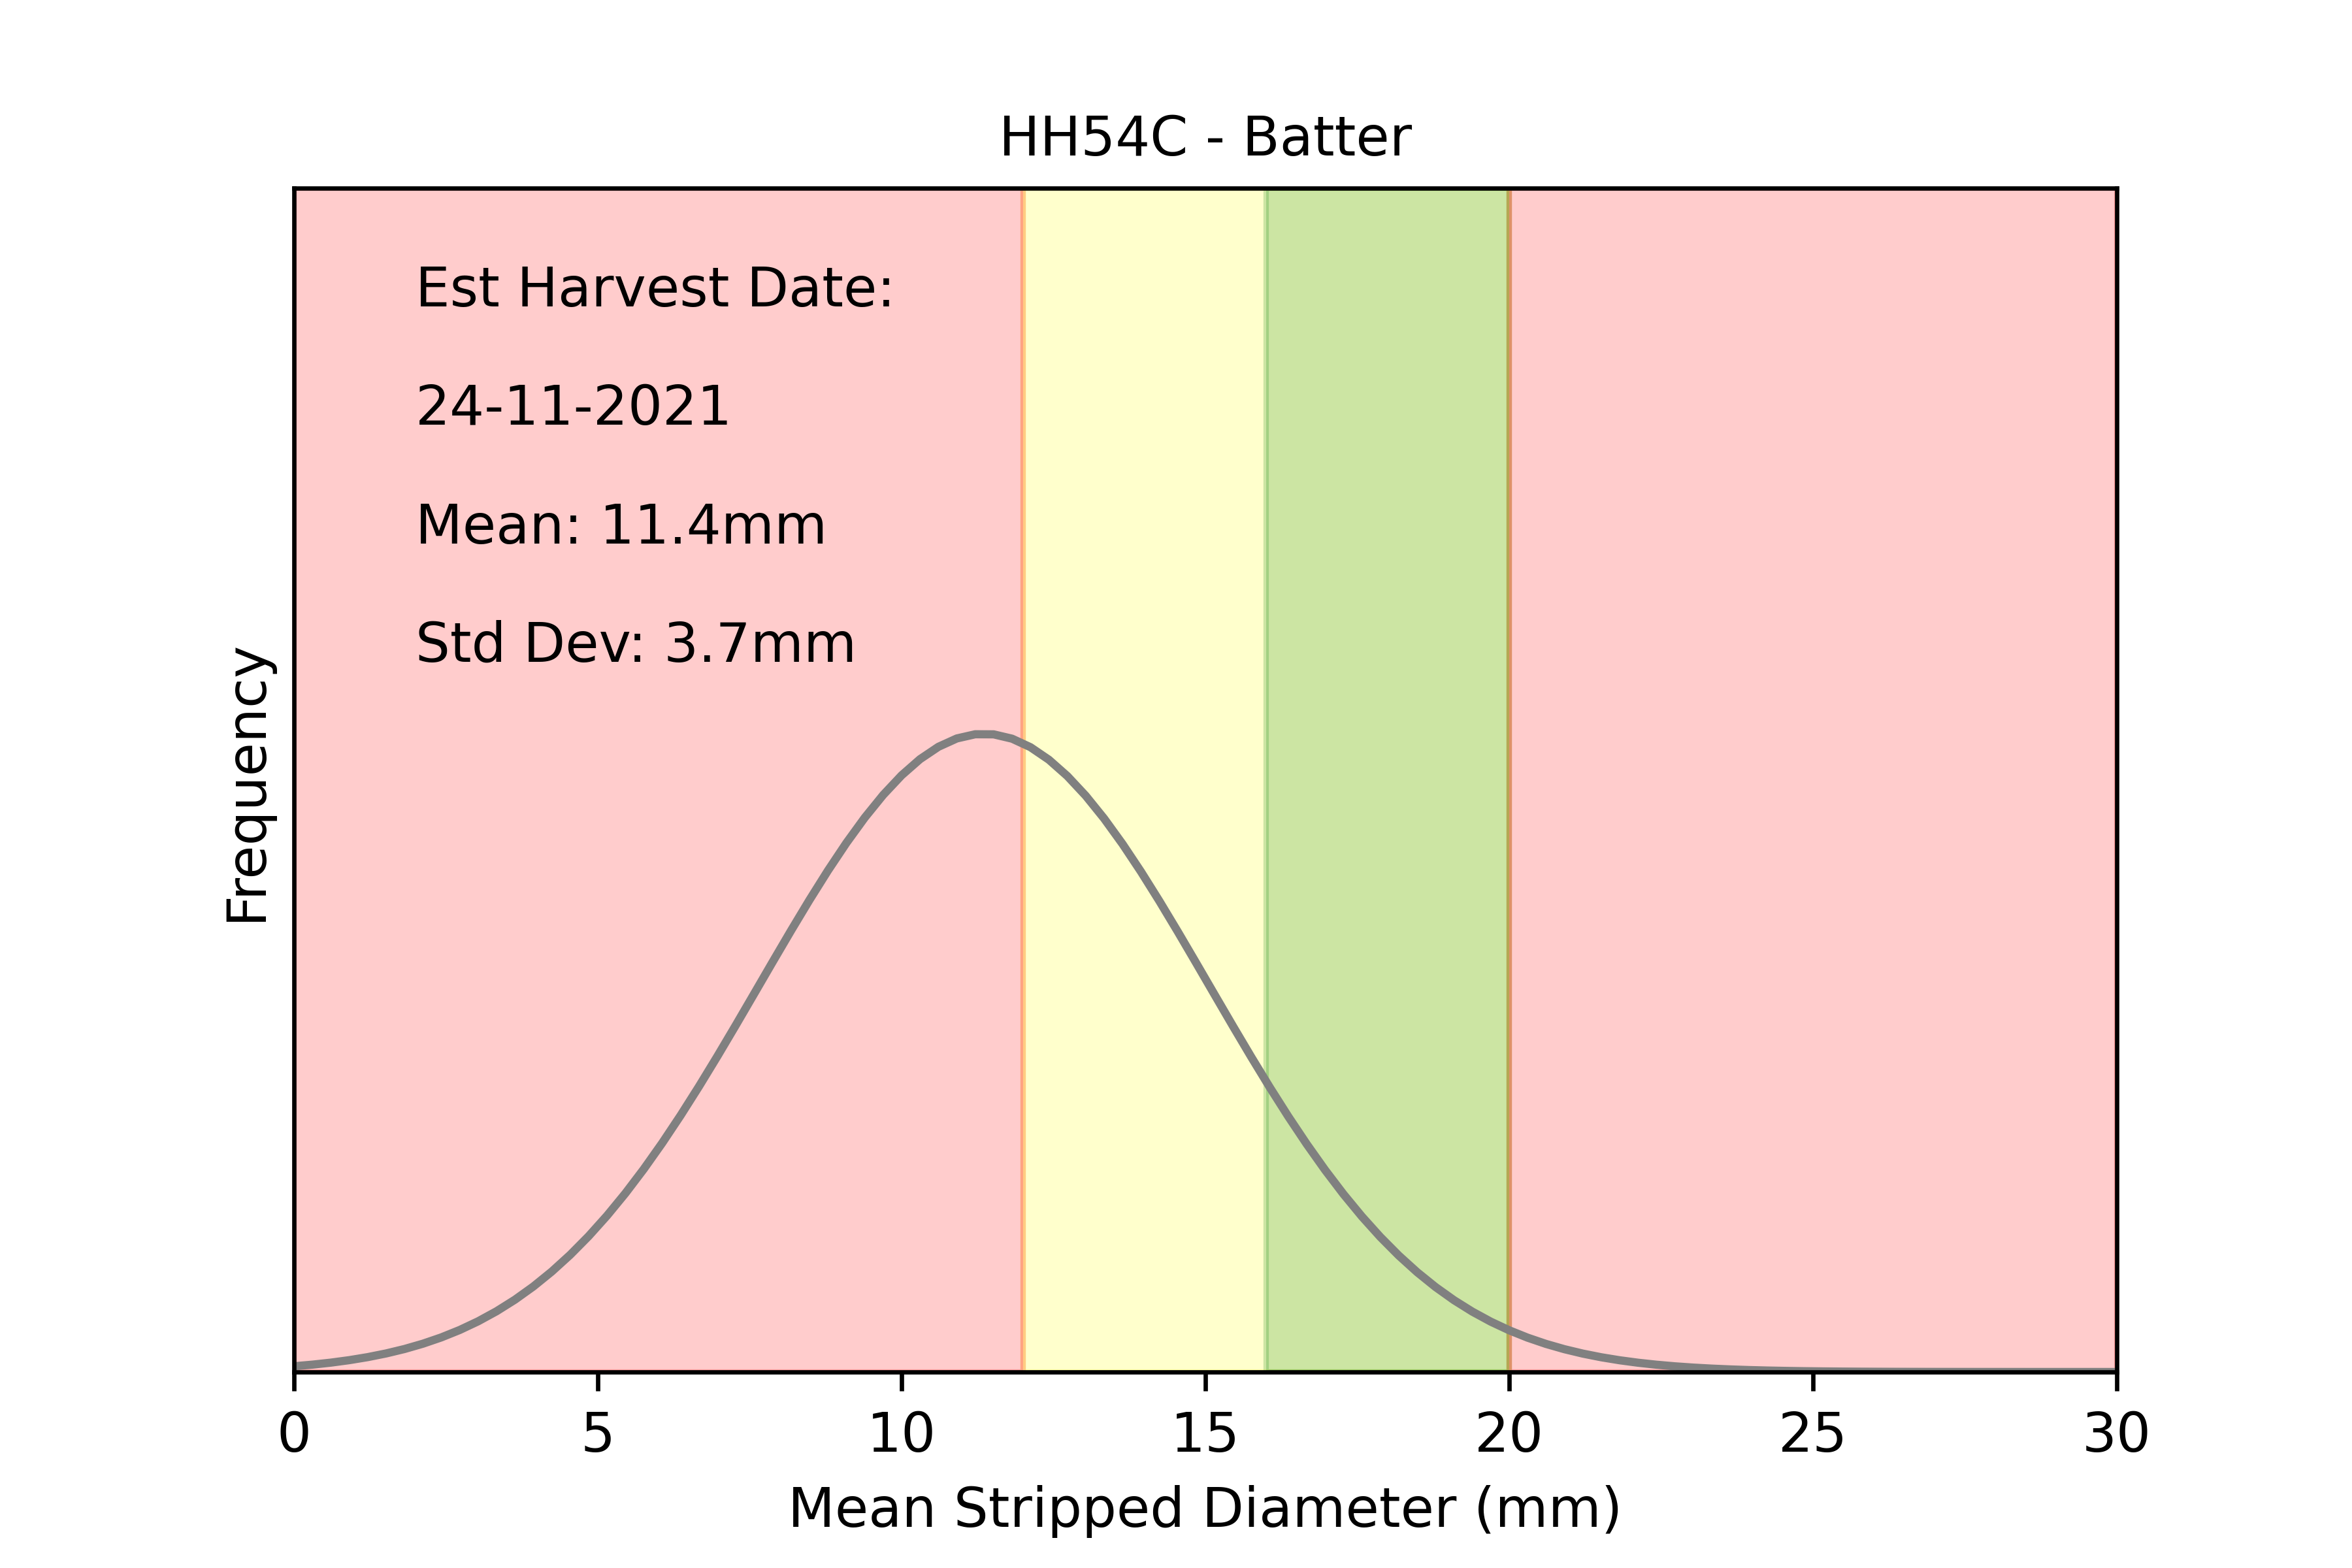 HH54C - Batter
Est Harvest Date:
24-11-2021
Mean: 11.4mm
Std Dev: 3.7mm
Frequency
0 5 10 15 20 25 30
Mean Stripped Diameter (mm)